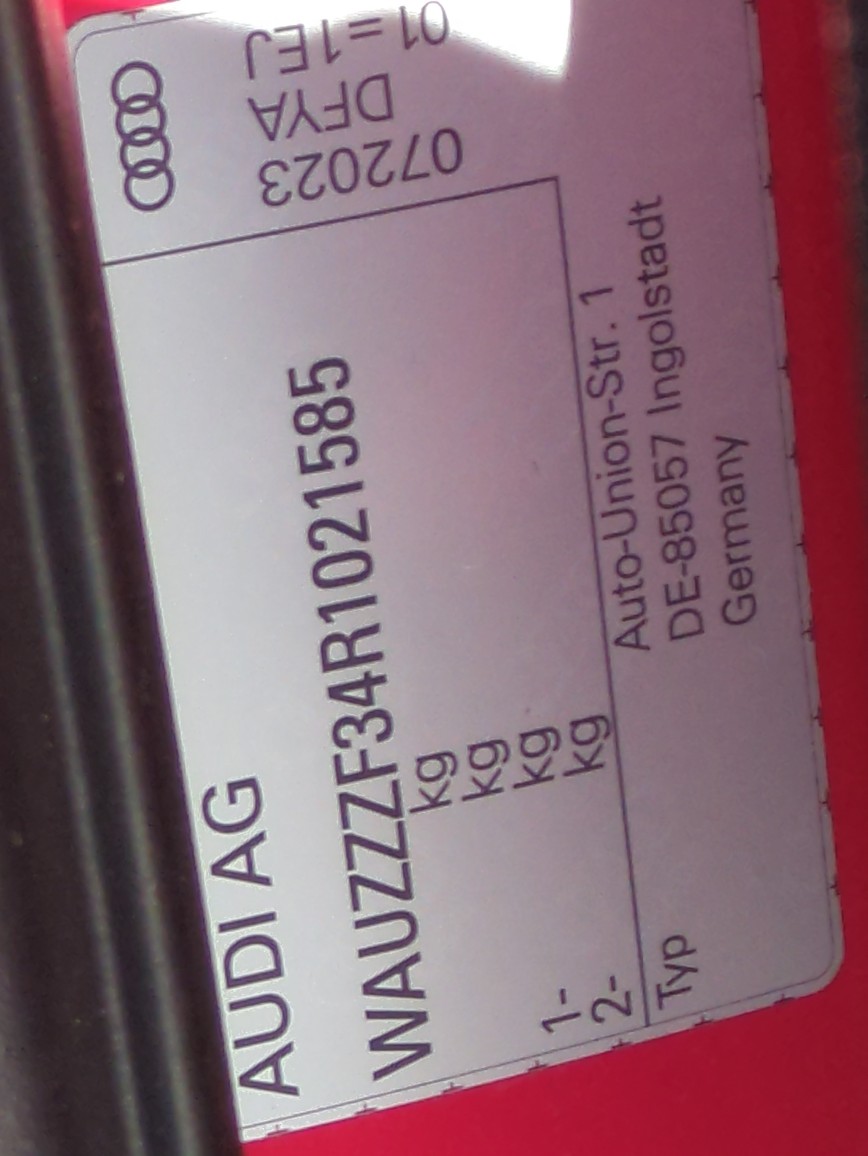 AUDI AG
WAUZZZF34R1021585
kg
kg
1- kg
2- kg
Typ
Auto-Union-Str. 1
DE-85057 Ingolstadt
Germany
072023
DFYA
01=1EJ